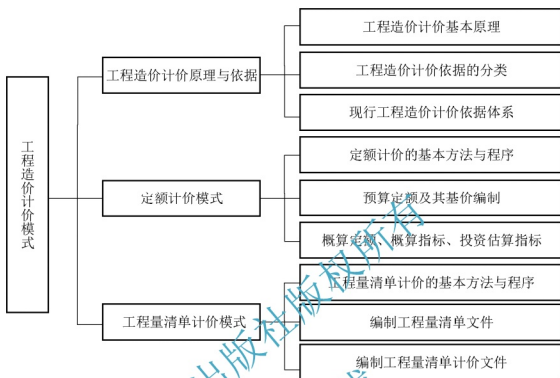 工程造价计价模式
工程造价计价原理与依据
工程造价计价基本原理
工程造价计价依据的分类
现行工程造价计价依据体系
定额计价模式
定额计价的基本方法与程序
预算定额及其基价编制
概算定额、概算指标、投资估算指标
工程量清单计价模式
工程量清单计价的基本方法与程序
编制工程量清单文件
编制工程量清单计价文件
出版社版权所有